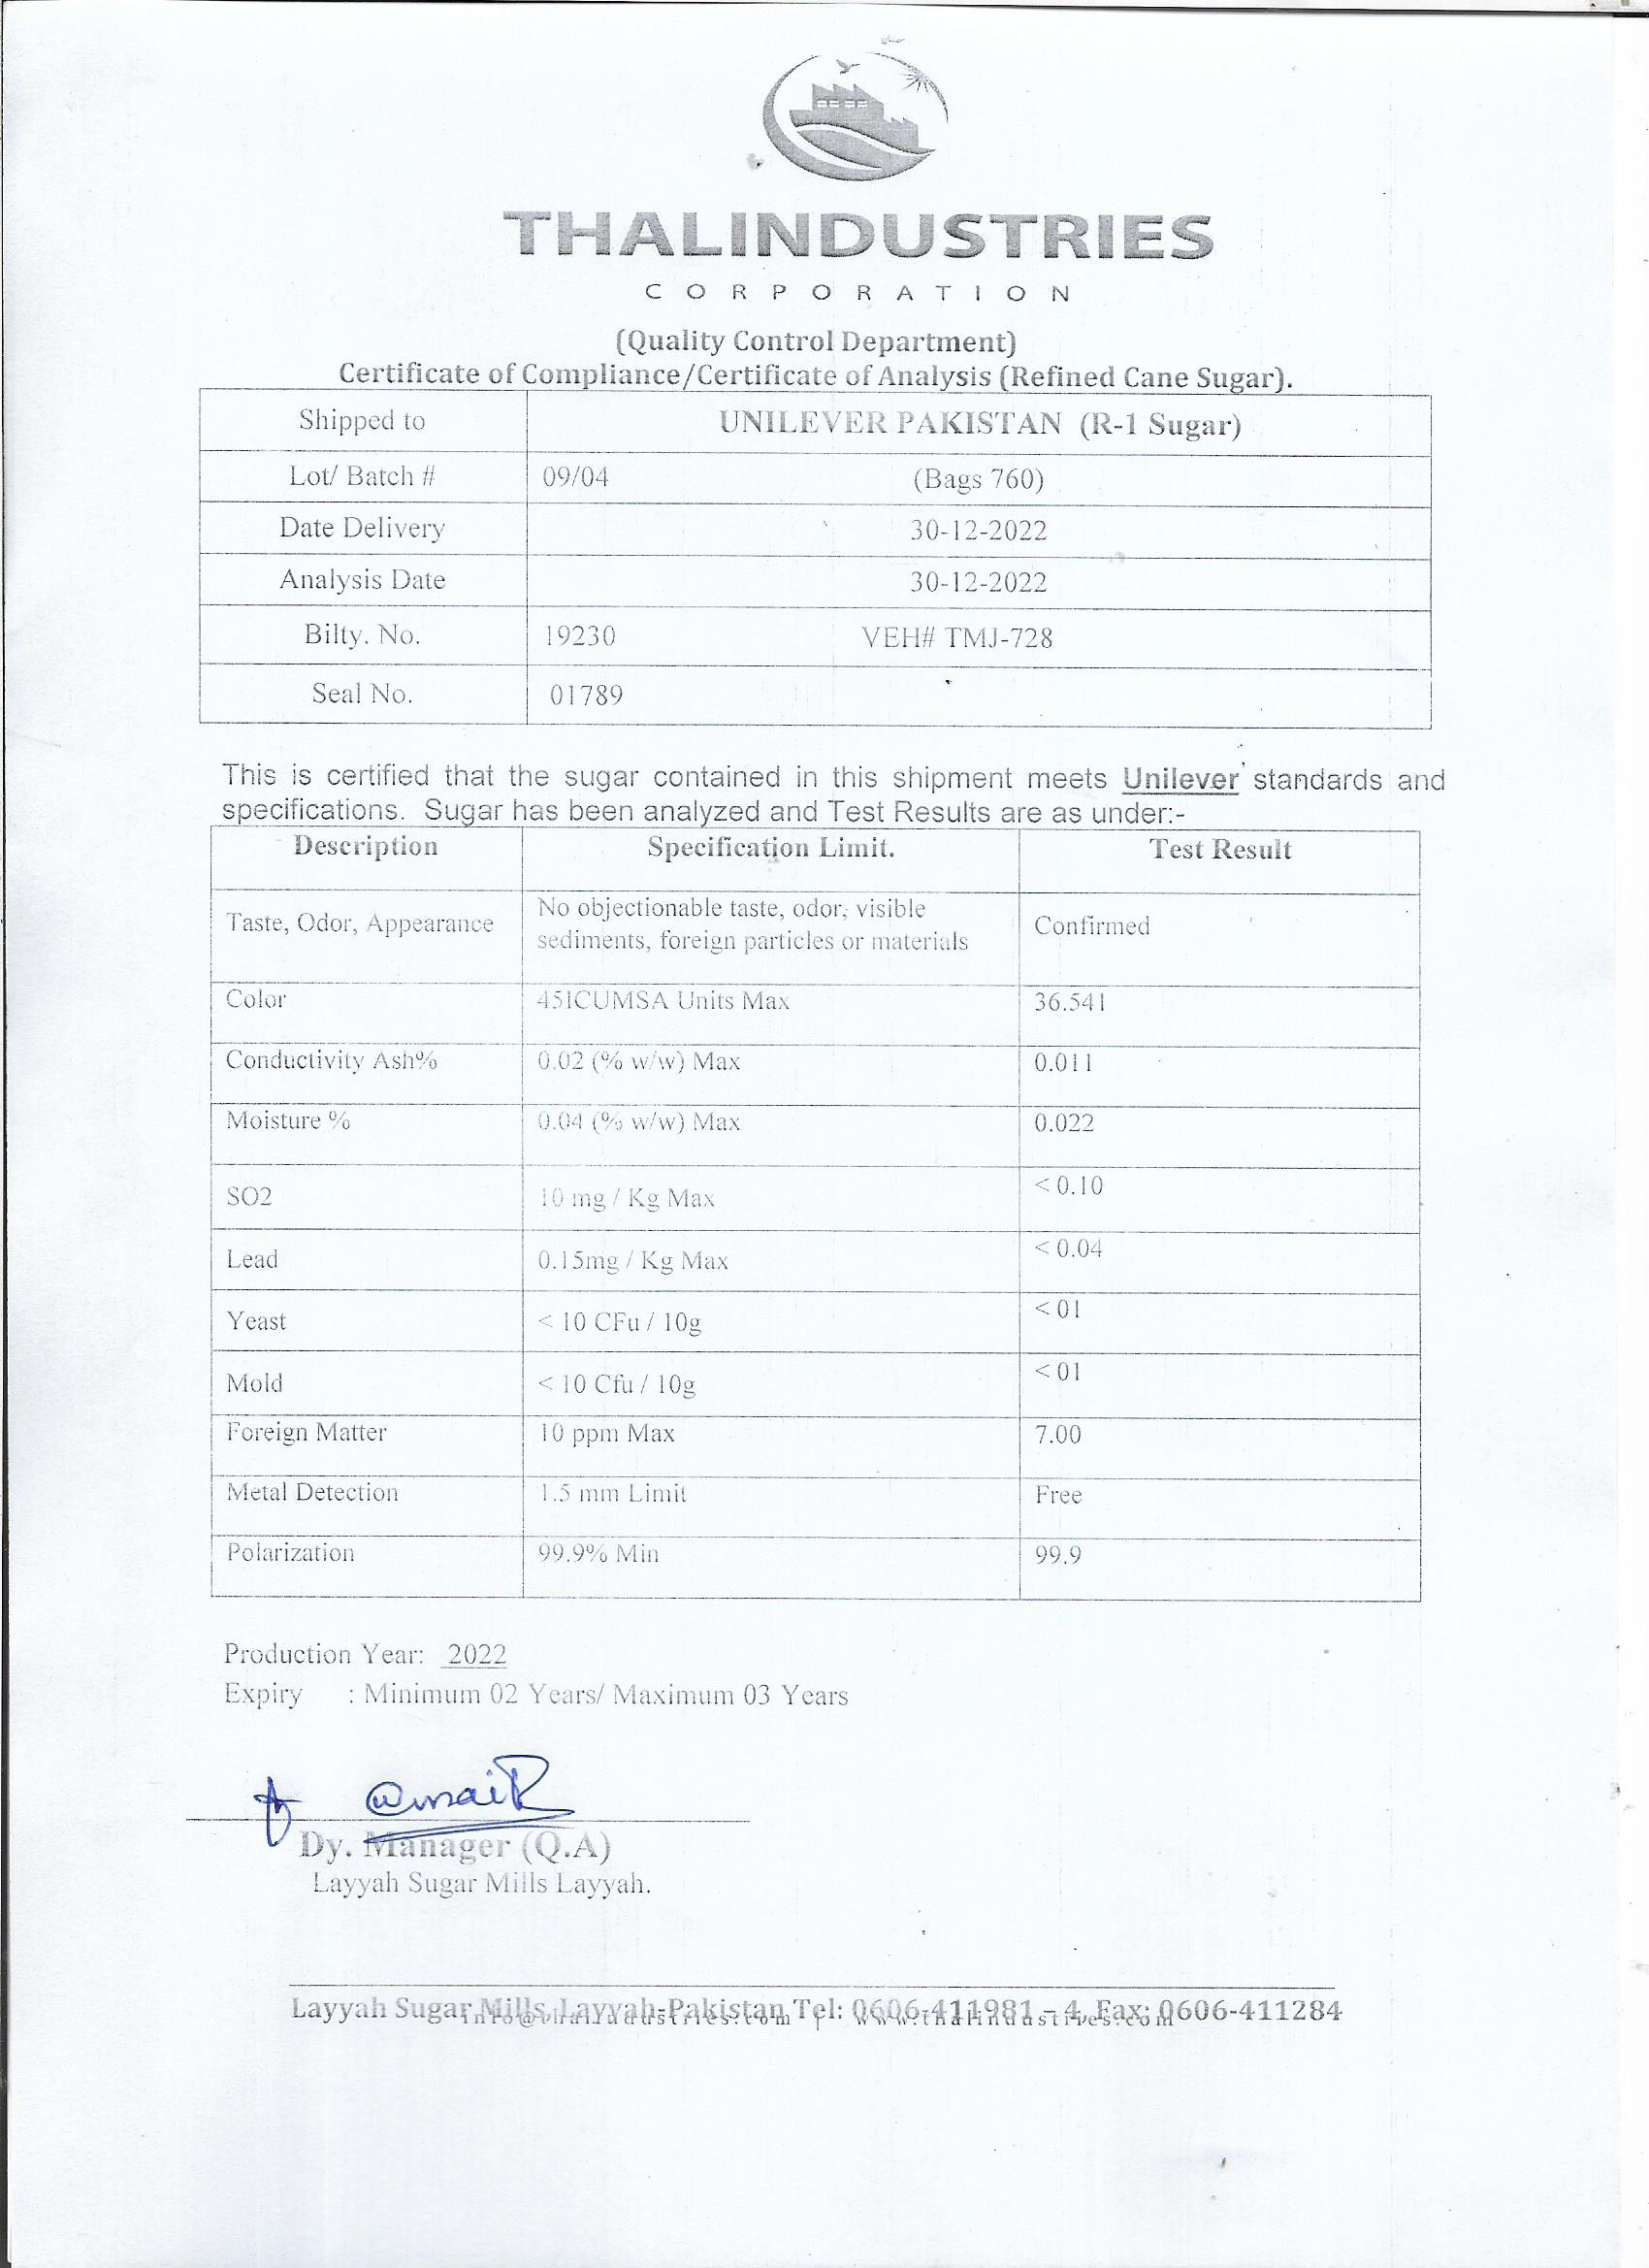 THALINDUSTRIES
CORPORATION
(Quality Control Department)
Certificate of Compliance/Certificate of Analysis (Refined Cane Sugar).
Shipped to UNILEVER PAKISTAN (R-1 Sugar)
Lot/ Batch # 09/04 (Bags 760)
Date Delivery 30-12-2022
Analysis Date 30-12-2022
Bilty. No. 19230 VEH# TMJ-728
Seal No. 01789
This is certified that the sugar contained in this shipment meets Unilever standards and
specifications. Sugar has been analyzed and Test Results are as under:-
Description Specification Limit. Test Result
Taste, Odor, Appearance No objectionable taste, odor, visible
sediments, foreign particles or materials Confirmed
Color 45ICUMSA Units Max 36.541
Conductivity Ash% 0.02 (% w/w) Max 0.011
Moisture % 0.04 (% w/w) Max 0.022
SO2 10 mg / Kg Max < 0.10
Lead 0.15mg / Kg Max < 0.04
Yeast < 10 CFu / 10g < 01
Mold < 10 Cfu / 10g < 01
Foreign Matter 10 ppm Max 7.00
Metal Detection 1.5 mm Limit Free
Polarization 99.9% Min 99.9
Production Year: 2022
Expiry : Minimum 02 Years/ Maximum 03 Years
Dy. Manager (Q.A)
Layyah Sugar Mills Layyah.
Layyah Sugar Mills, Layyah-Pakistan Tel: 0606-411981 – 4, Fax: 0606-411284
info@thalindustries.com | www.thalindustries.com